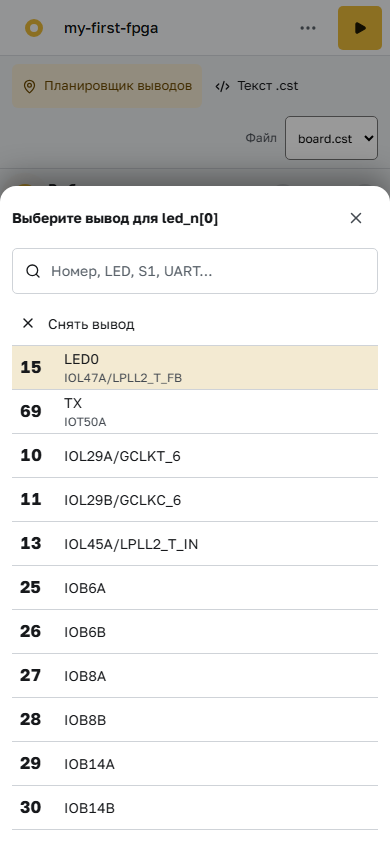 my-first-fpga
Планировщик выводов
Текст .cst
Файл
board.cst
Выберите вывод для led_n[0]
Номер, LED, S1, UART...
Снять вывод
15
LED0
IOL47A/LPLL2_T_FB
69
TX
IOT50A
10 IOL29A/GCLKT_6
11 IOL29B/GCLKC_6
13 IOL45A/LPLL2_T_IN
25 IOB6A
26 IOB6B
27 IOB8A
28 IOB8B
29 IOB14A
30 IOB14B